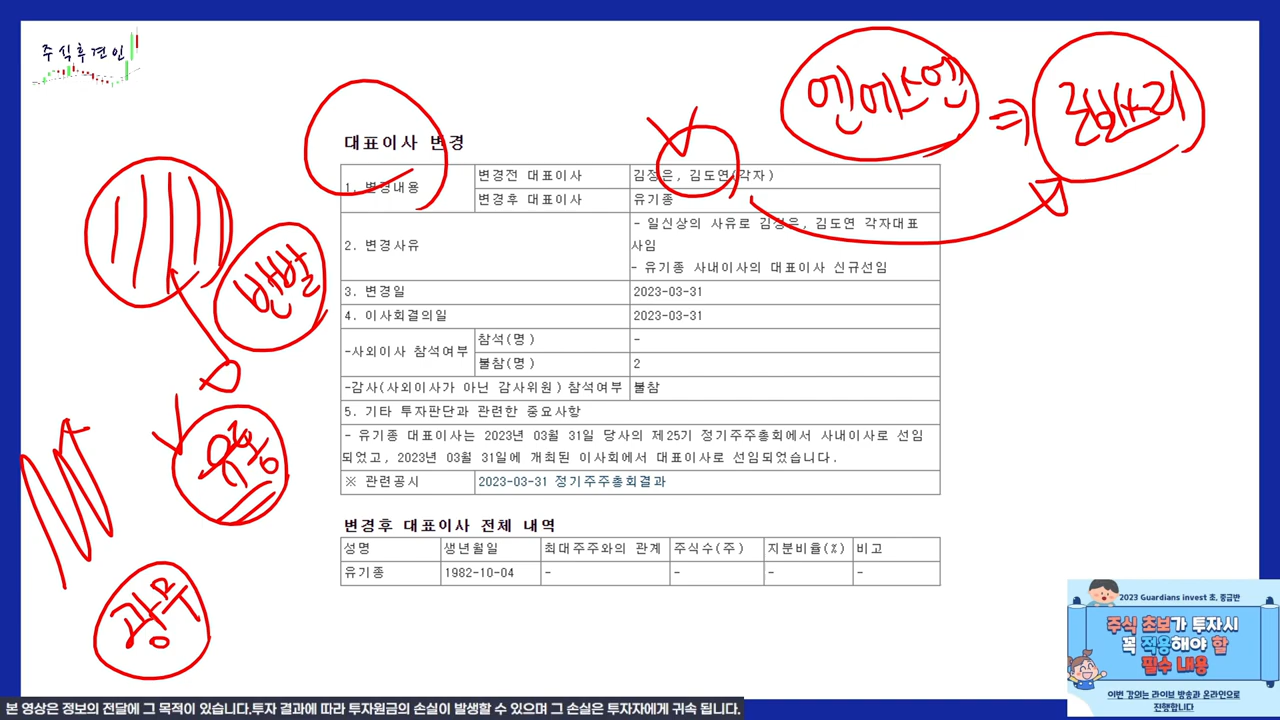 주식후견인
엔에스엔 ⇒
대표이사 변경
1. 변경내용 변경전 대표이사 김정은, 김도연(각자)
변경후 대표이사 유기종
2. 변경사유 - 일신상의 사유로 김정은, 김도연 각자대표
사임
- 유기종 사내이사의 대표이사 신규선임
3. 변경일 2023-03-31
4. 이사회결의일 2023-03-31
-사외이사 참석여부 참석(명) -
불참(명) 2
-감사(사외이사가 아닌 감사위원) 참석여부 불참
5. 기타 투자판단과 관련한 중요사항
- 유기종 대표이사는 2023년 03월 31일 당사의 제25기 정기주주총회에서 사내이사로 선임
되었고, 2023년 03월 31일에 개최된 이사회에서 대표이사로 선임되었습니다.
※ 관련공시 2023-03-31 정기주주총회결과
변경후 대표이사 전체 내역
성명 생년월일 최대주주와의 관계 주식수(주) 지분비율(%) 비고
유기종 1982-10-04 - - - -
광무
2023 Guardians invest 초, 중급반
주식 초보가 투자시
꼭 적용해야 할
필수 내용
이번 강의는 라이브 방송과 온라인으로
진행합니다
본 영상은 정보의 전달에 그 목적이 있습니다.투자 결과에 따라 투자원금의 손실이 발생할 수 있으며 그 손실은 투자자에게 귀속 됩니다.